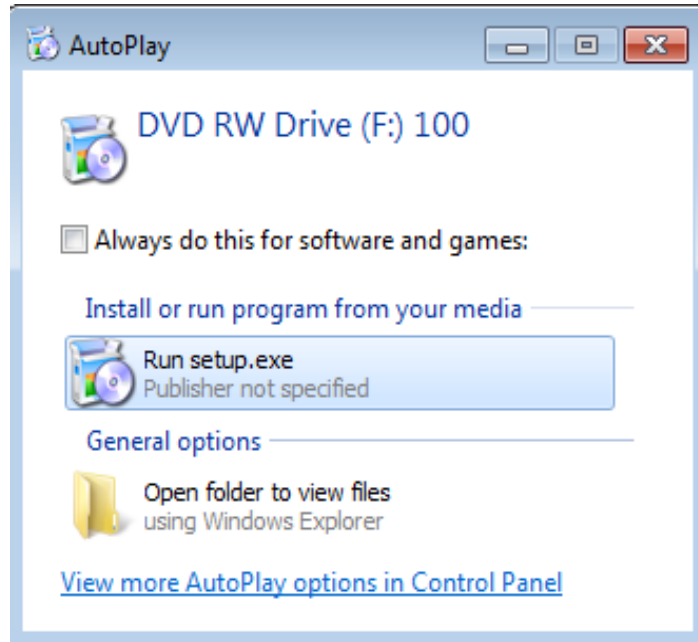 AutoPlay
DVD RW Drive (F:) 100
Always do this for software and games:
Install or run program from your media
Run setup.exe
Publisher not specified
General options
Open folder to view files
using Windows Explorer
View more AutoPlay options in Control Panel